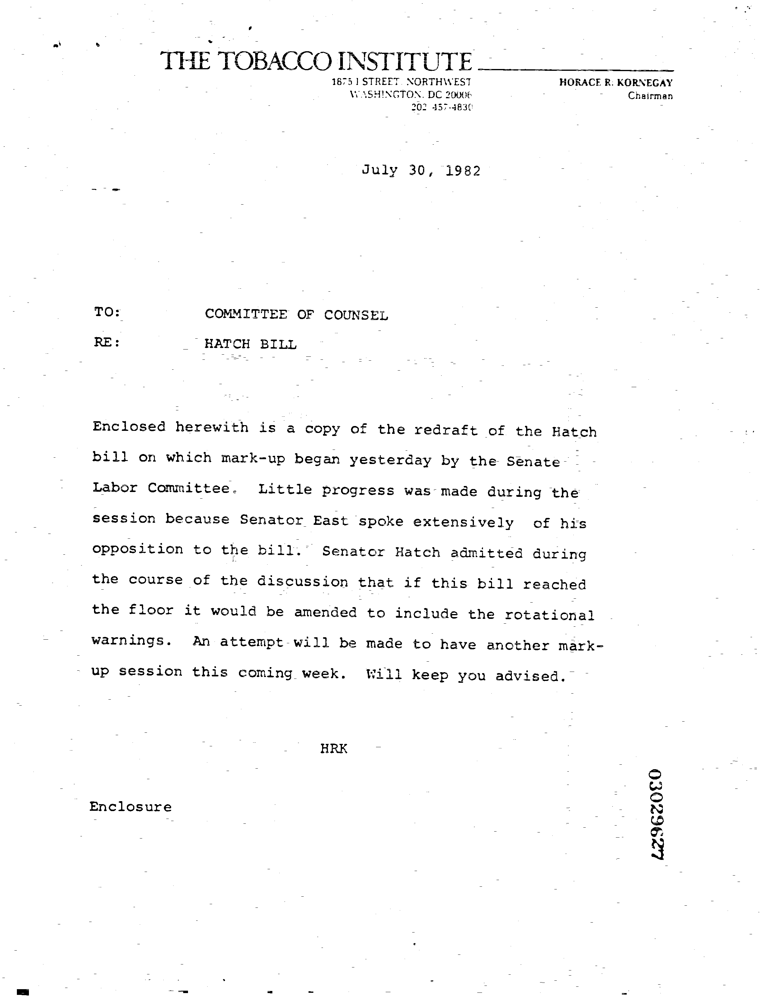 THE TOBACCO INSTITUTE
1875 I STREET, NORTHWEST
WASHINGTON, DC 20006
202 457-4830
HORACE R. KORNEGAY
Chairman
July 30, 1982
TO: COMMITTEE OF COUNSEL
RE: HATCH BILL
Enclosed herewith is a copy of the redraft of the Hatch
bill on which mark-up began yesterday by the Senate
Labor Committee. Little progress was made during the
session because Senator East spoke extensively of his
opposition to the bill. Senator Hatch admitted during
the course of the discussion that if this bill reached
the floor it would be amended to include the rotational
warnings. An attempt will be made to have another mark-
up session this coming week. Will keep you advised.
HRK
Enclosure
03029627